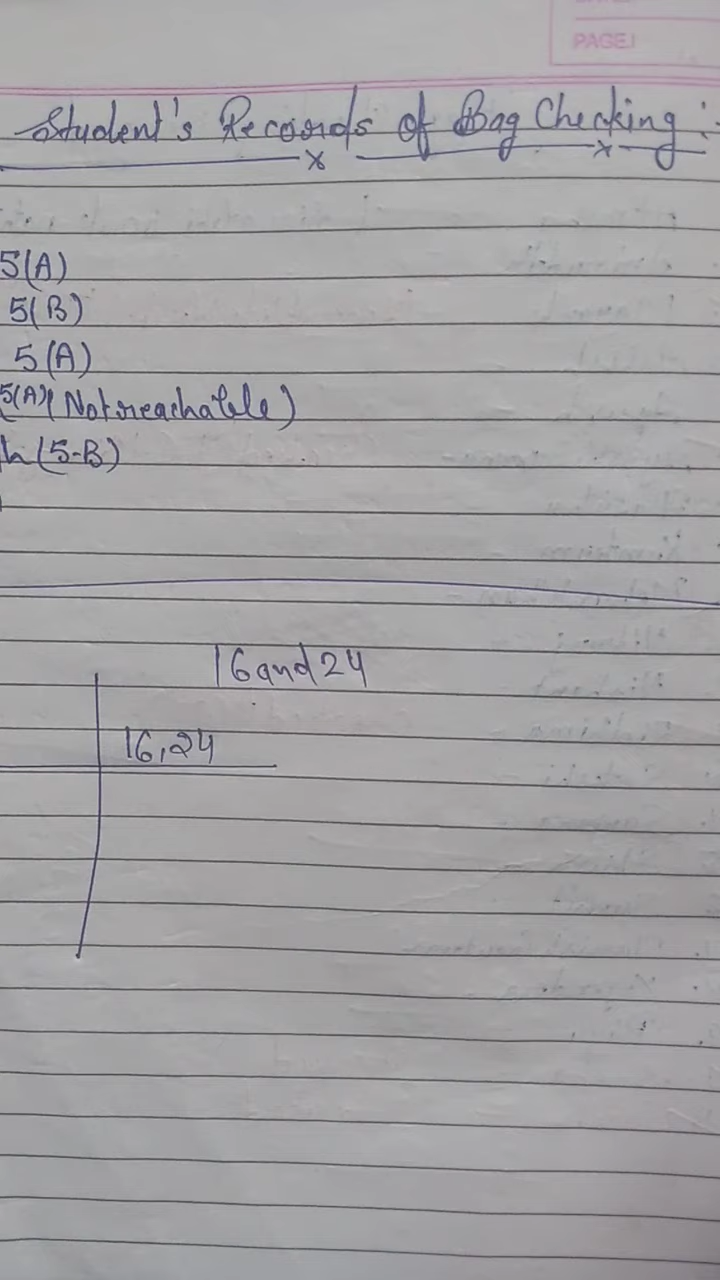 PAGE
Student's Records of Bag Checking :-
5(A)
5(B)
5(A)
5(A) (Not reachable)
h (5-B)
16 and 24
16, 24